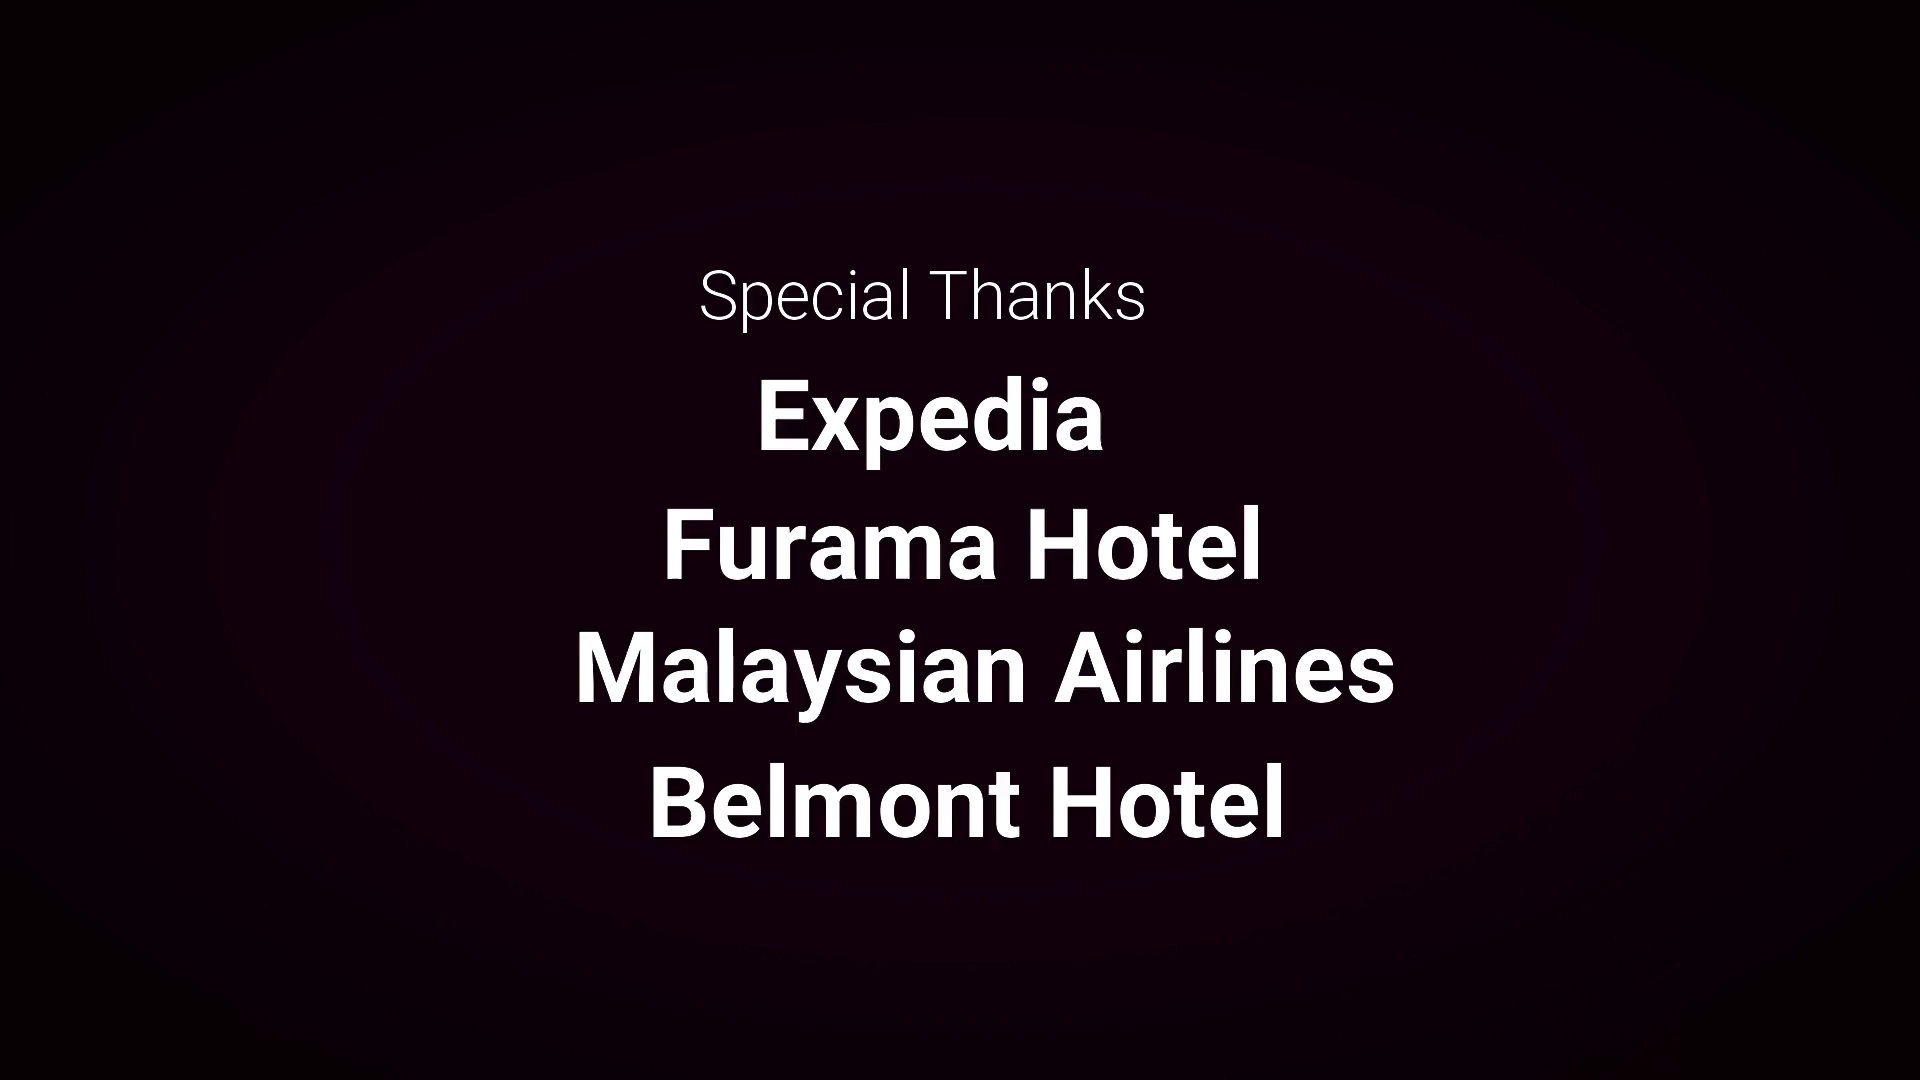 Special Thanks
Expedia
Furama Hotel
Malaysian Airlines
Belmont Hotel